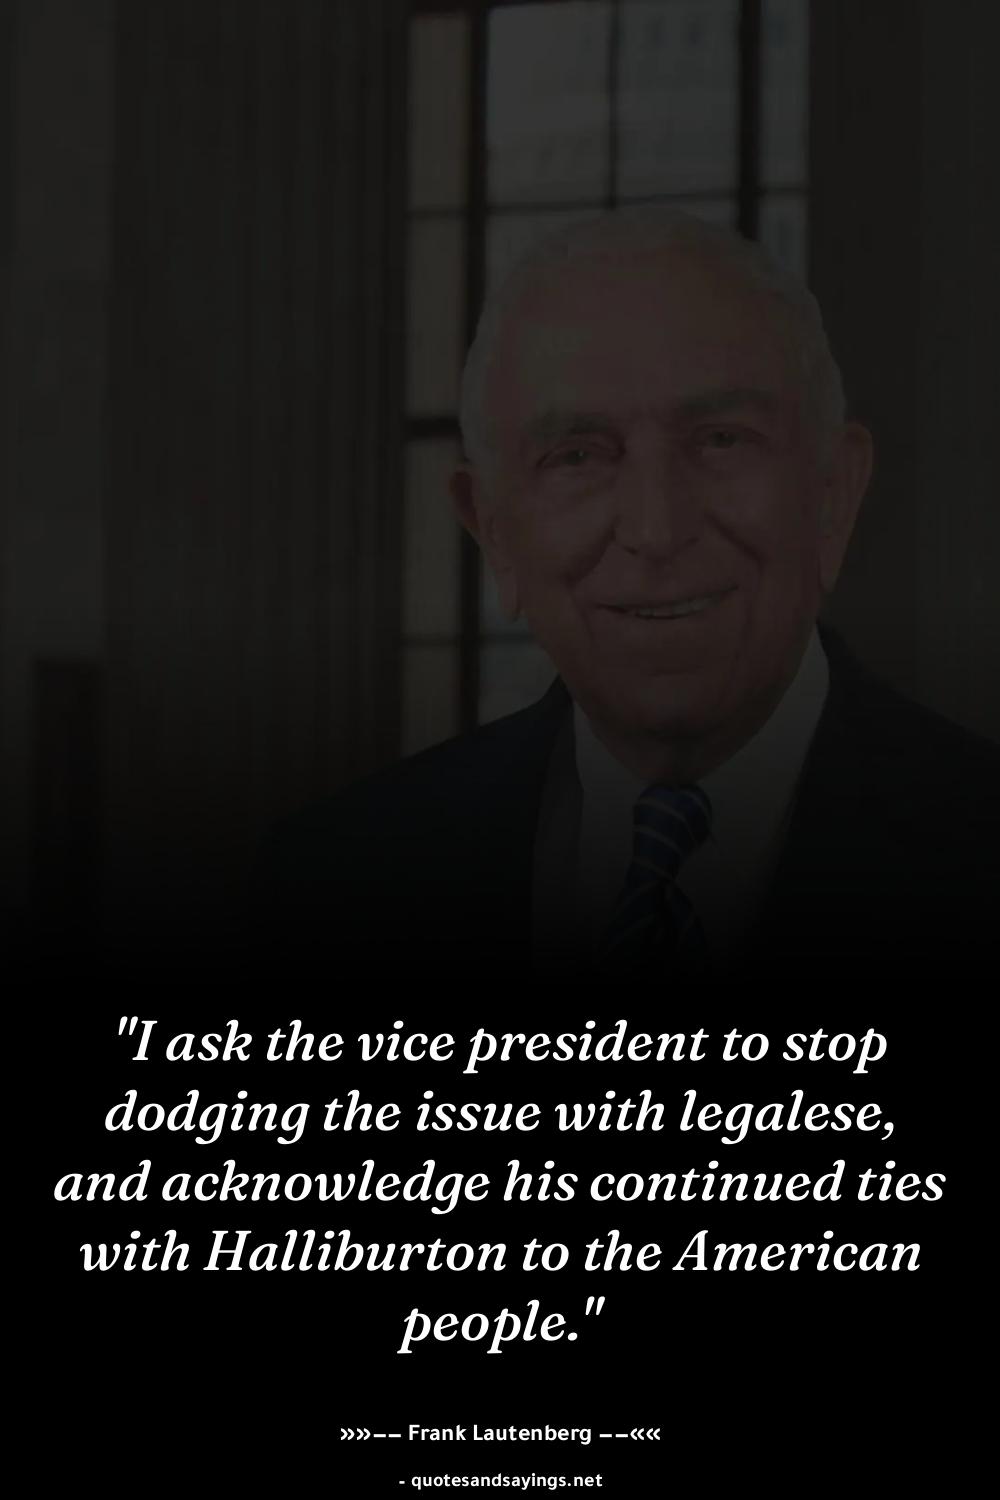 "I ask the vice president to stop
dodging the issue with legalese,
and acknowledge his continued ties
with Halliburton to the American
people."
»»−− Frank Lautenberg −−««
- quotesandsayings.net